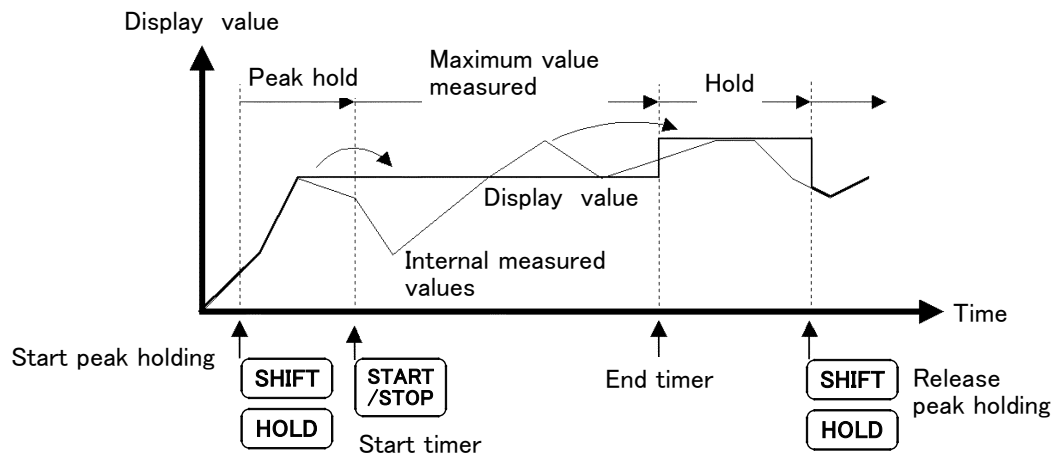 Display value
Peak hold
Maximum value
measured
Hold
Display value
Internal measured
values
Time
Start peak holding
SHIFT
HOLD
START
/STOP
Start timer
End timer
SHIFT
HOLD
Release
peak holding